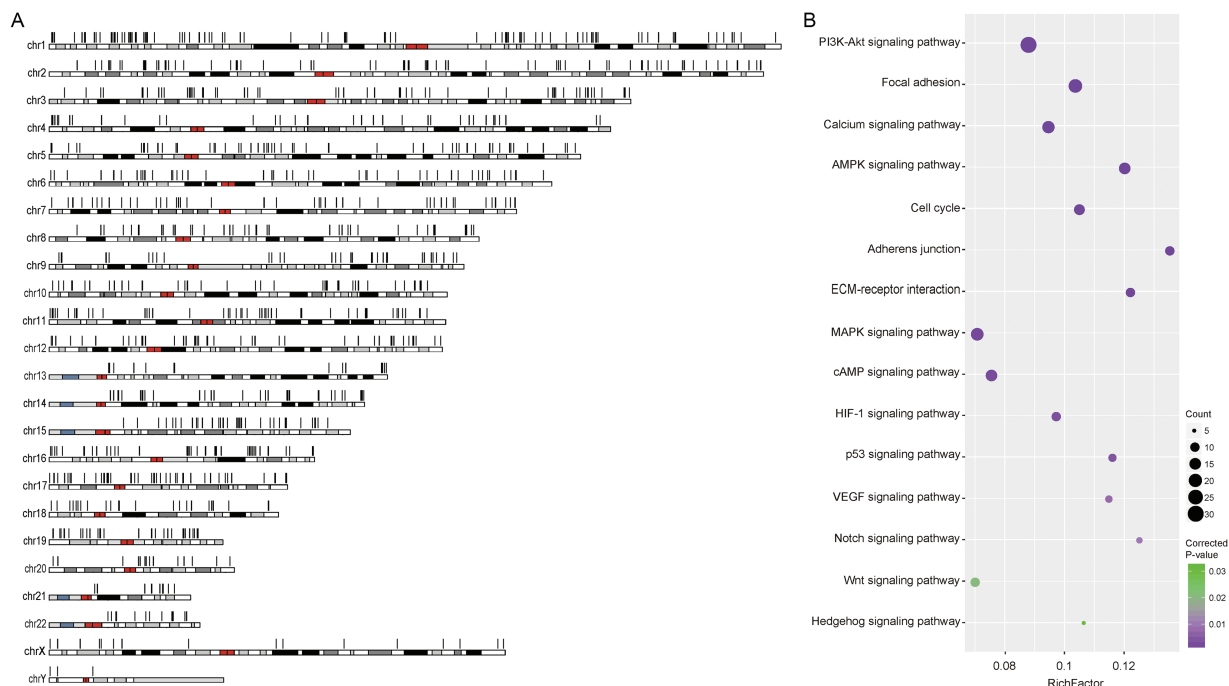 A
chr1
chr2
chr3
chr4
chr5
chr6
chr7
chr8
chr9
chr10
chr11
chr12
chr13
chr14
chr15
chr16
chr17
chr18
chr19
chr20
chr21
chr22
chrX
chrY
B
PI3K-Akt signaling pathway
Focal adhesion
Calcium signaling pathway
AMPK signaling pathway
Cell cycle
Adherens junction
ECM-receptor interaction
MAPK signaling pathway
cAMP signaling pathway
HIF-1 signaling pathway
p53 signaling pathway
VEGF signaling pathway
Notch signaling pathway
Wnt signaling pathway
Hedgehog signaling pathway
0.08 0.1 0.12
RichFactor
Count
5
10
15
20
25
30
Corrected
P-value
0.03
0.02
0.01